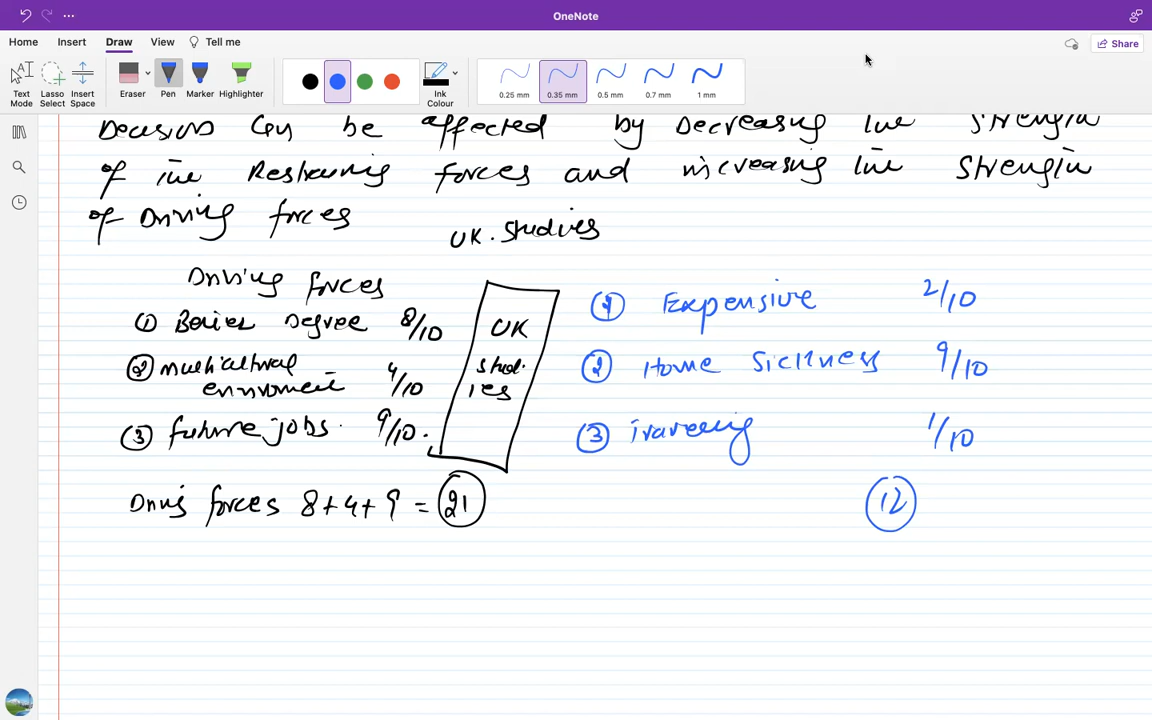 OneNote
Home Insert Draw View Tell me
Share
Text Mode
Lasso Select
Insert Space
Eraser
Pen
Marker
Highlighter
Ink Colour
0.25 mm
0.35 mm
0.5 mm
0.7 mm
1 mm
Decision can be affected by Decreasing the strength
of the Restraining forces and increasing the strength
of Driving forces
UK. Studies
Driving forces
① Better Degree 8/10
② multicultural
environment 4/10
③ future jobs. 9/10.
UK
stud.
ies
① Expensive 2/10
② Home Sickness 9/10
③ Traveling 1/10
Driving forces 8+4+9 = 21
12